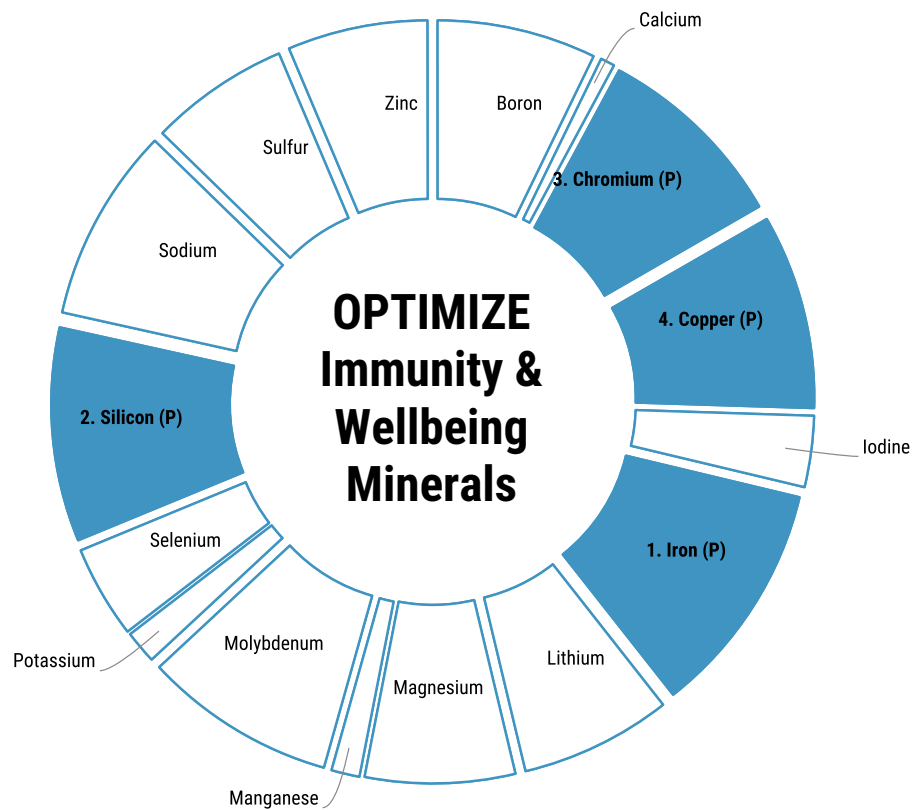 Calcium
Zinc
Boron
Sulfur
3. Chromium (P)
Sodium
4. Copper (P)
OPTIMIZE
Immunity &
Wellbeing
Minerals
2. Silicon (P)
Iodine
Selenium
1. Iron (P)
Molybdenum
Lithium
Potassium
Magnesium
Manganese